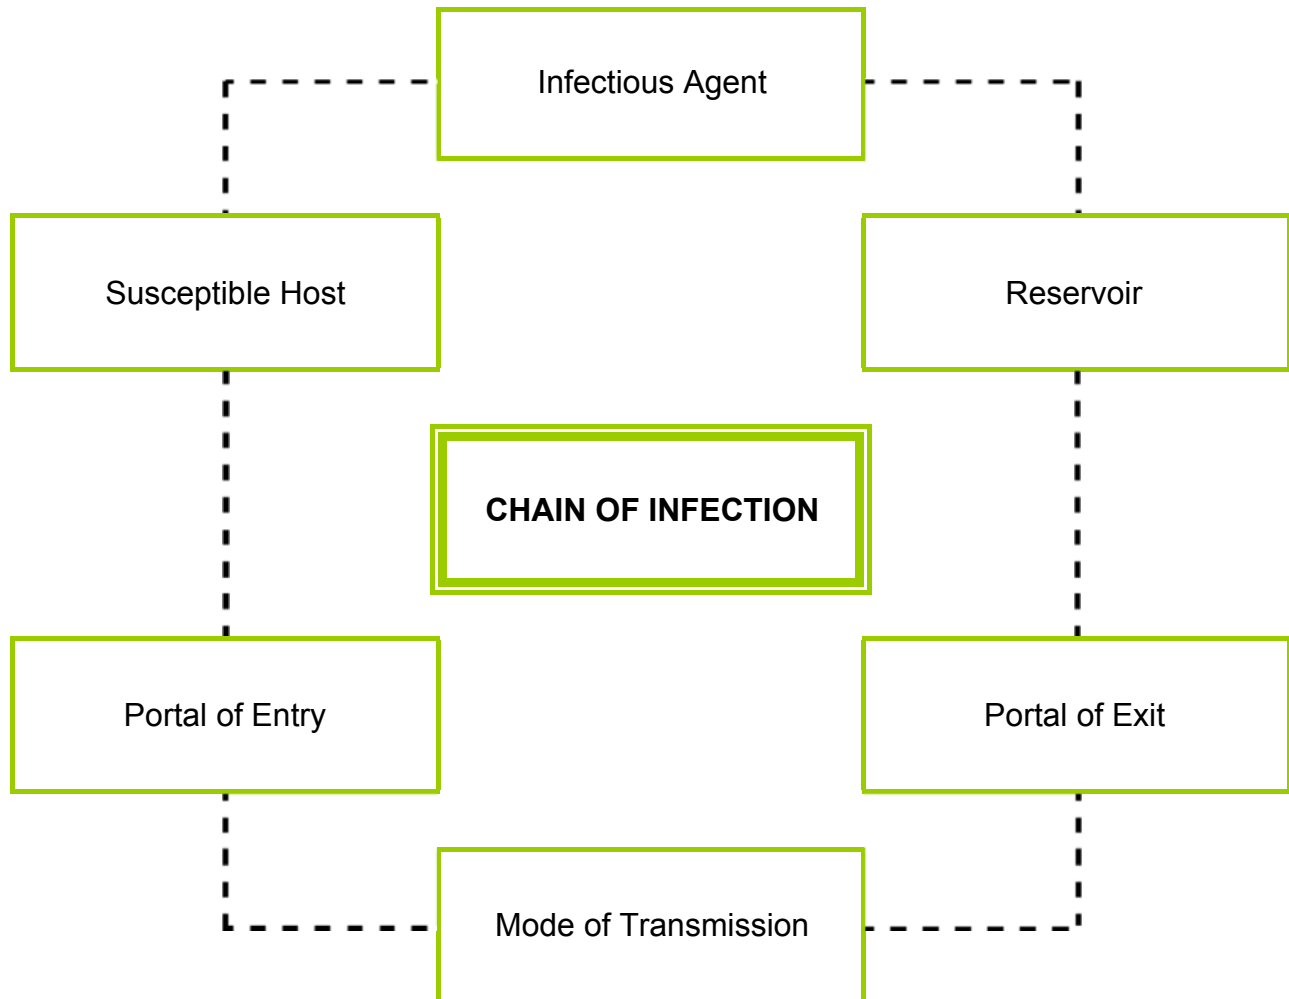 Infectious Agent
Susceptible Host
Reservoir
CHAIN OF INFECTION
Portal of Entry
Portal of Exit
Mode of Transmission